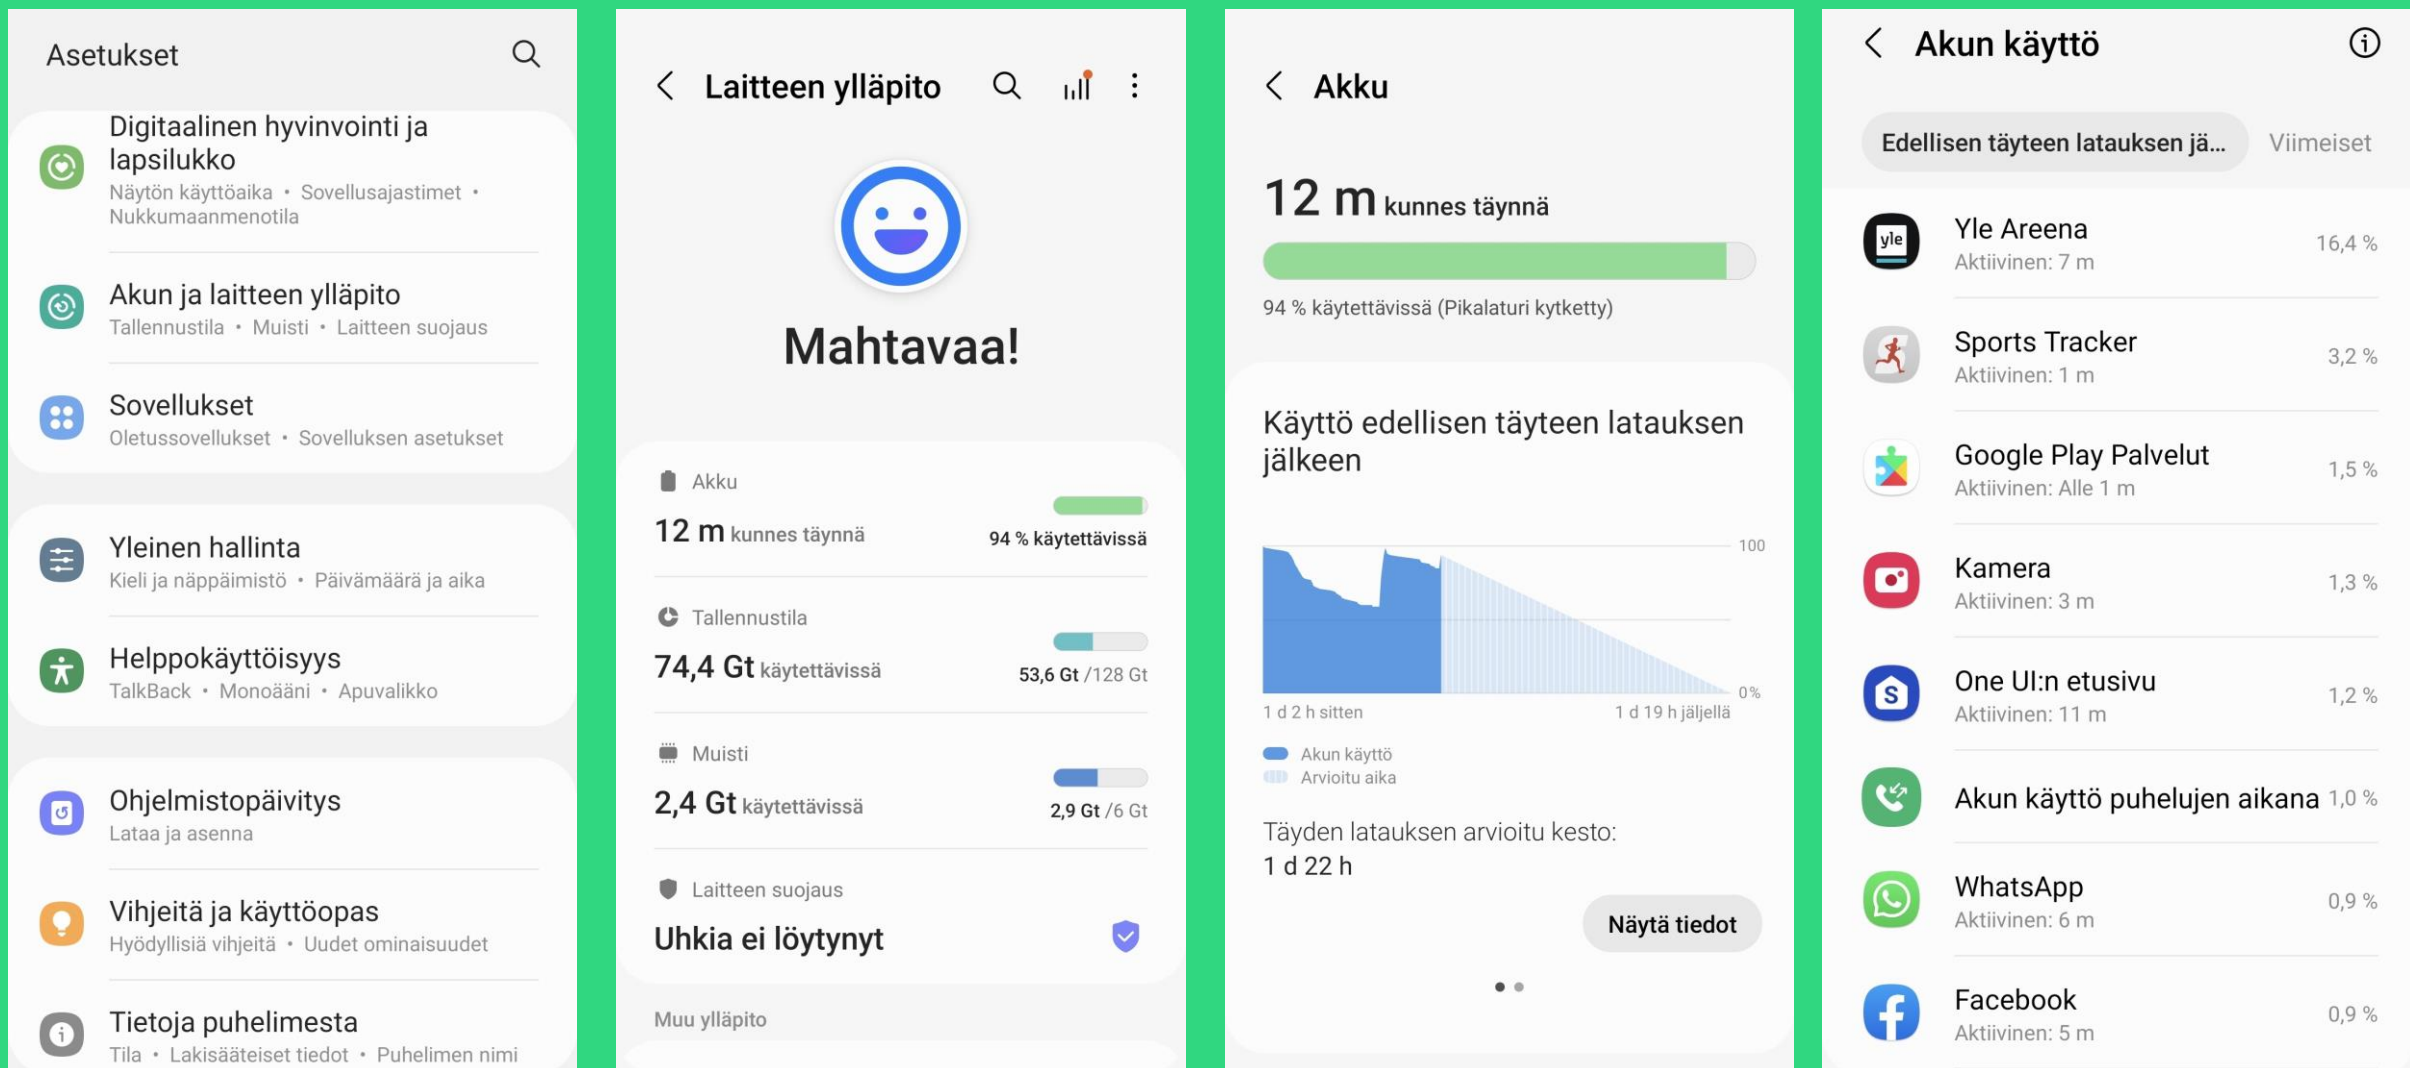 Asetukset
Digitaalinen hyvinvointi ja
lapsilukko
Näytön käyttöaika • Sovellusajastimet •
Nukkumaanmenotila
Akun ja laitteen ylläpito
Tallennustila • Muisti • Laitteen suojaus
Sovellukset
Oletussovellukset • Sovelluksen asetukset
Yleinen hallinta
Kieli ja näppäimistö • Päivämäärä ja aika
Helppokäyttöisyys
TalkBack • Monoääni • Apuvalikko
Ohjelmistopäivitys
Lataa ja asenna
Vihjeitä ja käyttöopas
Hyödyllisiä vihjeitä • Uudet ominaisuudet
Tietoja puhelimesta
Tila • Lakisääteiset tiedot • Puhelimen nimi
Laitteen ylläpito
Mahtavaa!
Akku
12 m kunnes täynnä
94 % käytettävissä
Tallennustila
74,4 Gt käytettävissä
53,6 Gt /128 Gt
Muisti
2,4 Gt käytettävissä
2,9 Gt /6 Gt
Laitteen suojaus
Uhkia ei löytynyt
Muu ylläpito
Akku
12 m kunnes täynnä
94 % käytettävissä (Pikalaturi kytketty)
Käyttö edellisen täyteen latauksen
jälkeen
100
0 %
1 d 2 h sitten
1 d 19 h jäljellä
Akun käyttö
Arvioitu aika
Täyden latauksen arvioitu kesto:
1 d 22 h
Näytä tiedot
Akun käyttö
Edellisen täyteen latauksen jä...
Viimeiset
yle
Yle Areena
16,4 %
Aktiivinen: 7 m
Sports Tracker
3,2 %
Aktiivinen: 1 m
Google Play Palvelut
1,5 %
Aktiivinen: Alle 1 m
Kamera
1,3 %
Aktiivinen: 3 m
S
One UI:n etusivu
1,2 %
Aktiivinen: 11 m
Akun käyttö puhelujen aikana 1,0 %
WhatsApp
0,9 %
Aktiivinen: 6 m
Facebook
0,9 %
Aktiivinen: 5 m